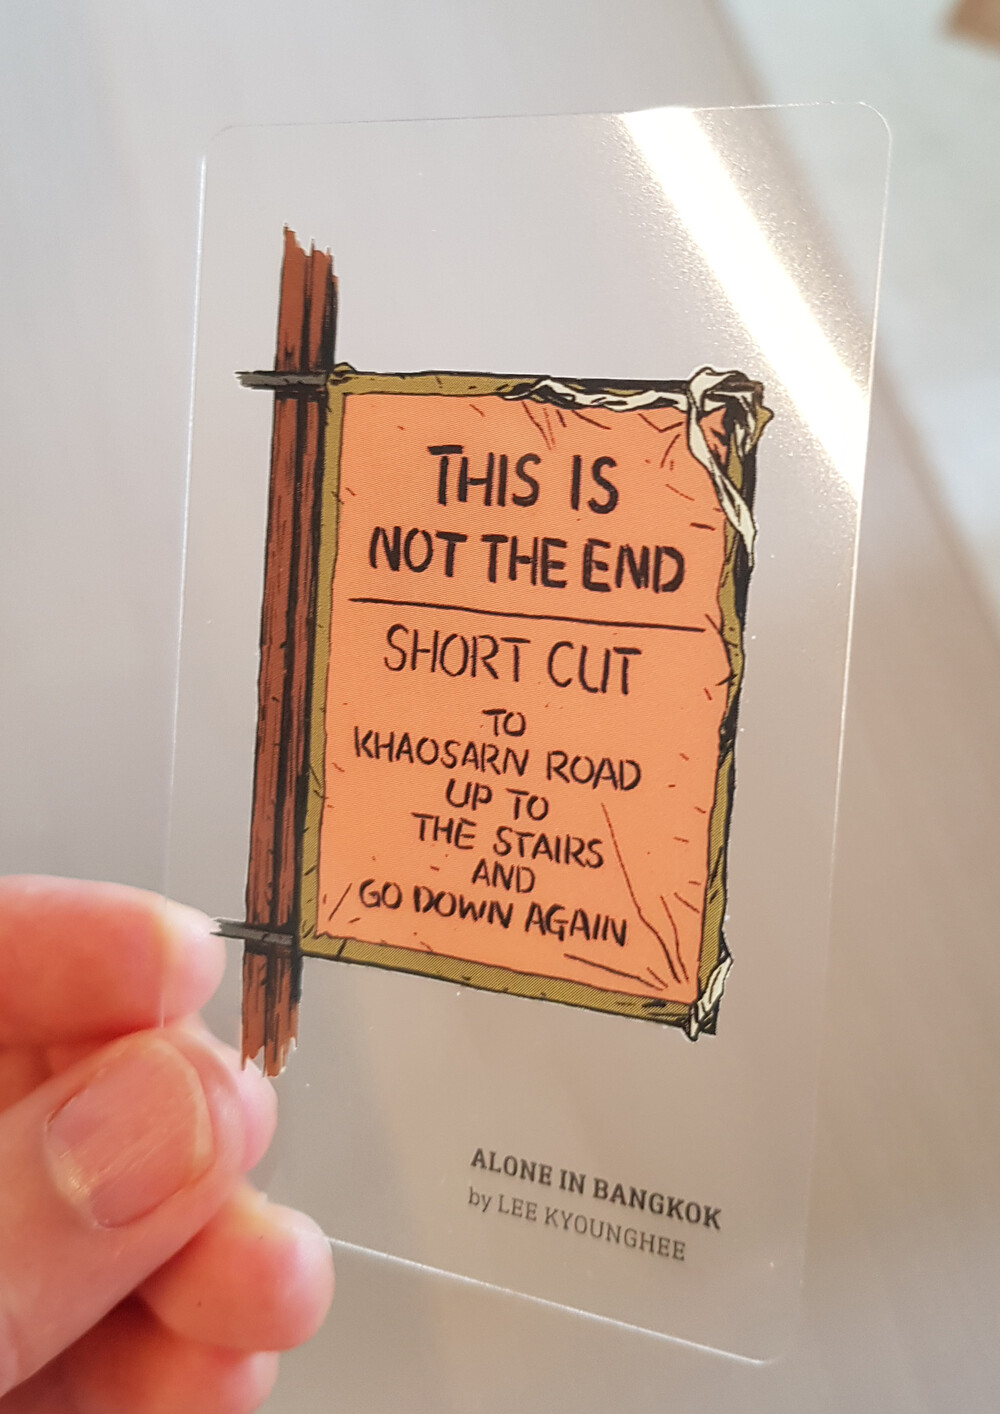 THIS IS
NOT THE END
SHORT CUT
TO
KHAOSARN ROAD
UP TO
THE STAIRS
AND
GO DOWN AGAIN
ALONE IN BANGKOK
by LEE KYOUNGHEE